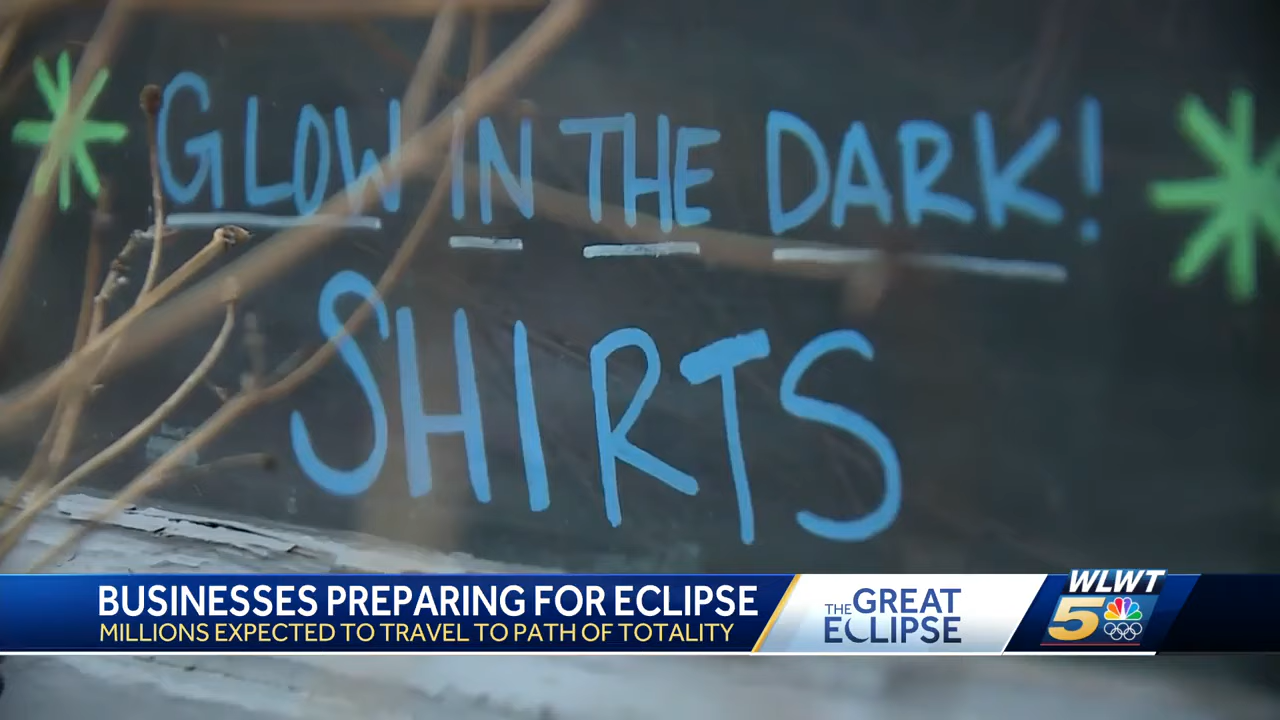 GLOW IN THE DARK!
SHIRTS
BUSINESSES PREPARING FOR ECLIPSE
MILLIONS EXPECTED TO TRAVEL TO PATH OF TOTALITY
THE GREAT
ECLIPSE
WLWT
5